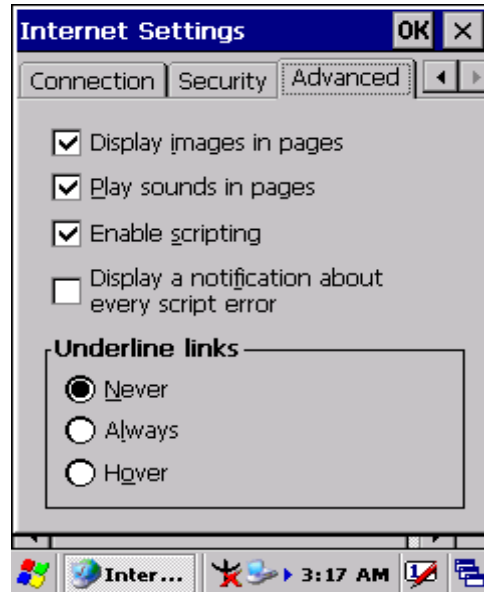 Internet Settings OK
Connection Security Advanced
Display images in pages
Play sounds in pages
Enable scripting
Display a notification about
every script error
Underline links
Never
Always
Hover
Inter... 3:17 AM